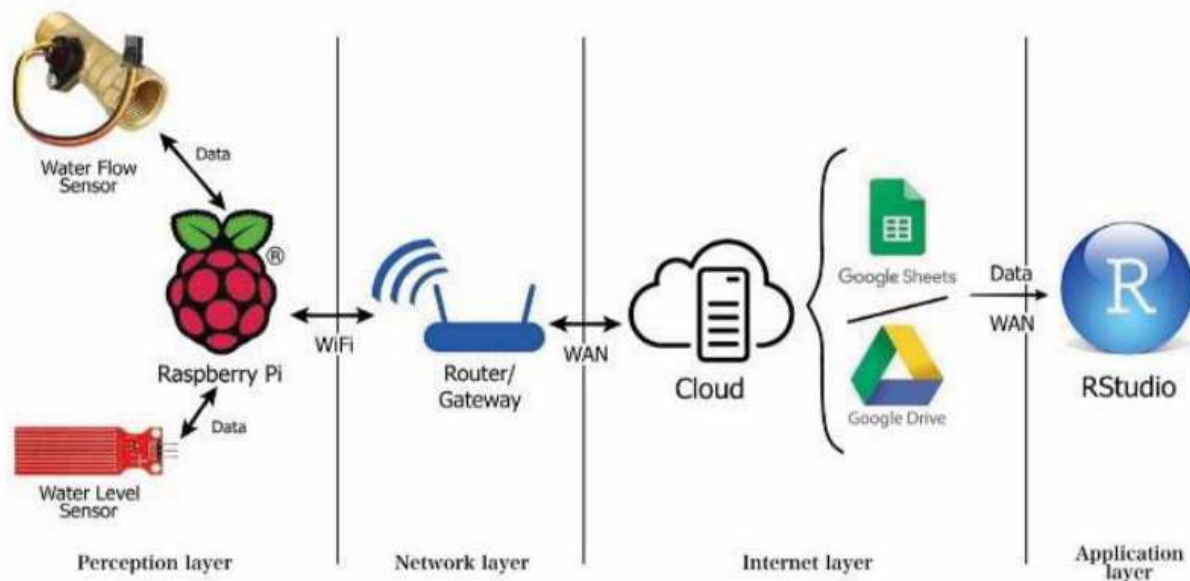 Water Flow
Sensor
Data
®
Raspberry Pi
Data
Water Level
Sensor
Perception layer
WiFi
Router/
Gateway
Network layer
WAN
Cloud
Google Sheets
Google Drive
Internet layer
Data
WAN
R
RStudio
Application
layer